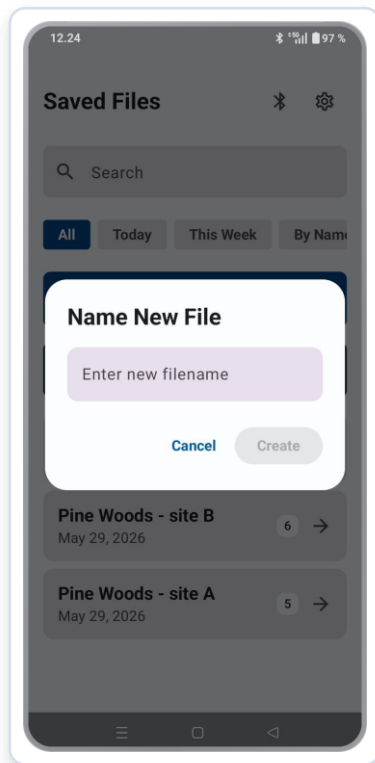 12.24 97 %
Saved Files
Search
All Today This Week By Name
Name New File
Enter new filename
Cancel Create
Pine Woods - site B
May 29, 2026
6
Pine Woods - site A
May 29, 2026
5